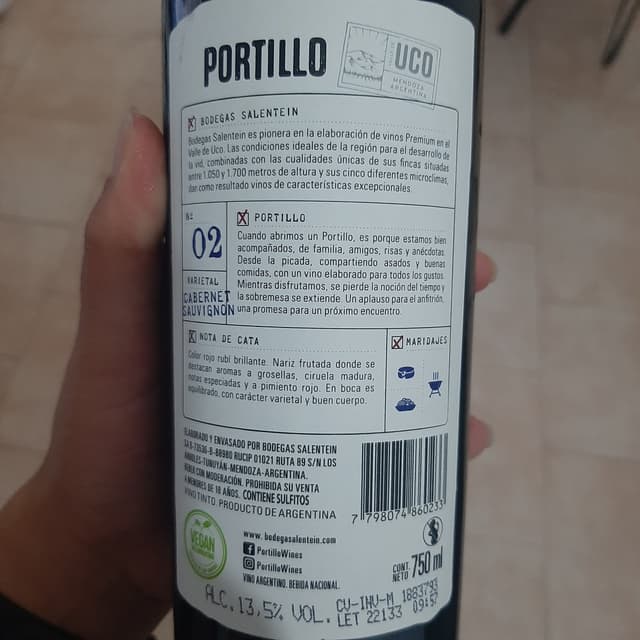 PORTILLO
UCO
MENDOZA
ARGENTINA
BODEGAS SALENTEIN
Bodegas Salentein es pionera en la elaboración de vinos Premium en el
Valle de Uco. Las condiciones ideales de la región para el desarrollo de
la vid, combinadas con las cualidades únicas de sus fincas situadas
entre 1.050 y 1.700 metros de altura y sus cinco diferentes microclimas,
dan como resultado vinos de características excepcionales.
Nº
02
VARIETAL
CABERNET
SAUVIGNON
PORTILLO
Cuando abrimos un Portillo, es porque estamos bien
acompañados, de familia, amigos, risas y anécdotas.
Desde la picada, compartiendo asados y buenas
comidas, con un vino elaborado para todos los gustos.
Mientras disfrutamos, se pierde la noción del tiempo y
la sobremesa se extiende. Un aplauso para el anfitrión,
una promesa para un próximo encuentro.
NOTA DE CATA
Color rojo rubí brillante. Nariz frutada donde se
destacan aromas a grosellas, ciruela madura,
notas especiadas y a pimiento rojo. En boca es
equilibrado, con carácter varietal y buen cuerpo.
MARIDAJES
ELABORADO Y ENVASADO POR BODEGAS SALENTEIN
SA B-73536-B-88980 RUCIP 01021 RUTA 89 S/N LOS
ÁRBOLES-TUNUYÁN-MENDOZA-ARGENTINA.
BEBER CON MODERACIÓN. PROHIBIDA SU VENTA
A MENORES DE 18 AÑOS. CONTIENE SULFITOS
VINO TINTO. PRODUCTO DE ARGENTINA
7 798074 860233
VEGAN
www.bodegasalentein.com
PortilloWines
PortilloWines
VINO ARGENTINO. BEBIDA NACIONAL.
CONT.
NETO 750 ml
ALC.13,5% VOL.
CV-INV-M 1883793
LET 22133 09:57